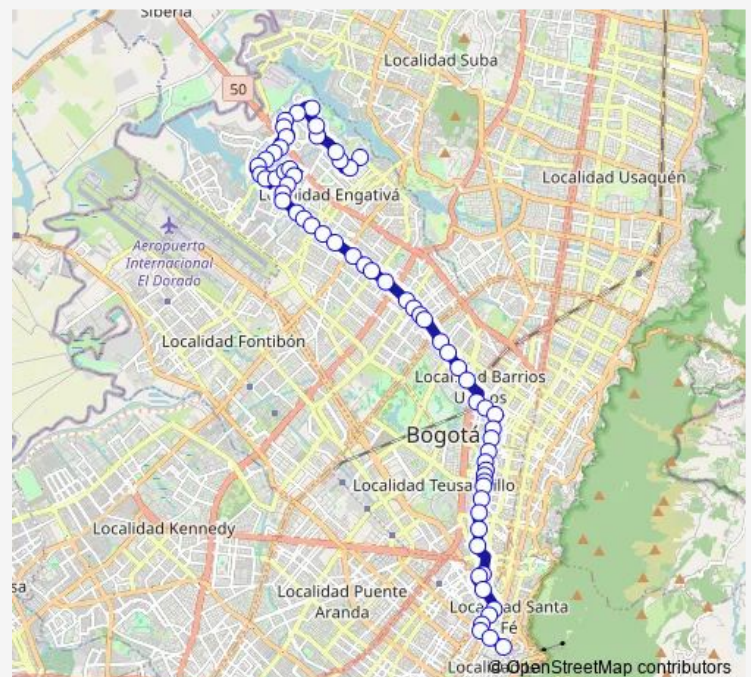 Siberia
Localidad Suba
50
Localidad Usaquén
Localidad Engativá
Aeropuerto
Internacional
El Dorado
Localidad Fontibón
Localidad Barrios
Unidos
Bogotá
Localidad Teusaquillo
Localidad Kennedy
Localidad Puente
Aranda
Localidad Santa
Fé
© OpenStreetMap contributors